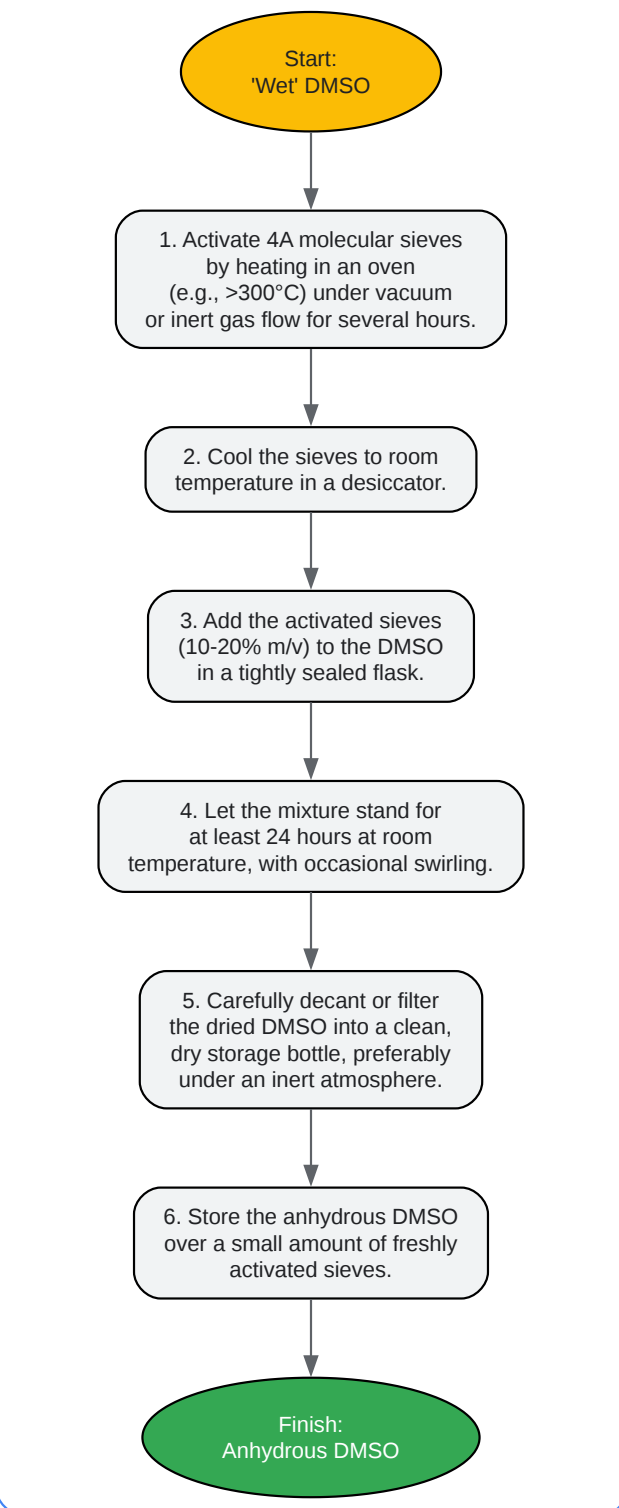 Start:
'Wet' DMSO
1. Activate 4A molecular sieves
by heating in an oven
(e.g., >300°C) under vacuum
or inert gas flow for several hours.
2. Cool the sieves to room
temperature in a desiccator.
3. Add the activated sieves
(10-20% m/v) to the DMSO
in a tightly sealed flask.
4. Let the mixture stand for
at least 24 hours at room
temperature, with occasional swirling.
5. Carefully decant or filter
the dried DMSO into a clean,
dry storage bottle, preferably
under an inert atmosphere.
6. Store the anhydrous DMSO
over a small amount of freshly
activated sieves.
Finish:
Anhydrous DMSO